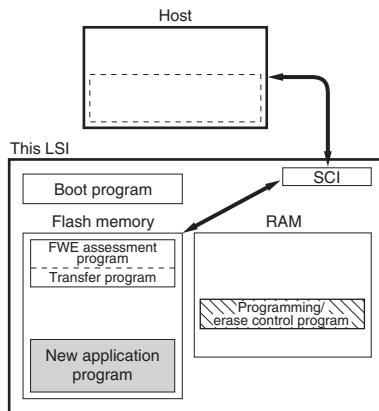 Host
This LSI
SCI
Boot program
Flash memory
RAM
FWE assessment
program
Transfer program
Programming/
erase control program
New application
program